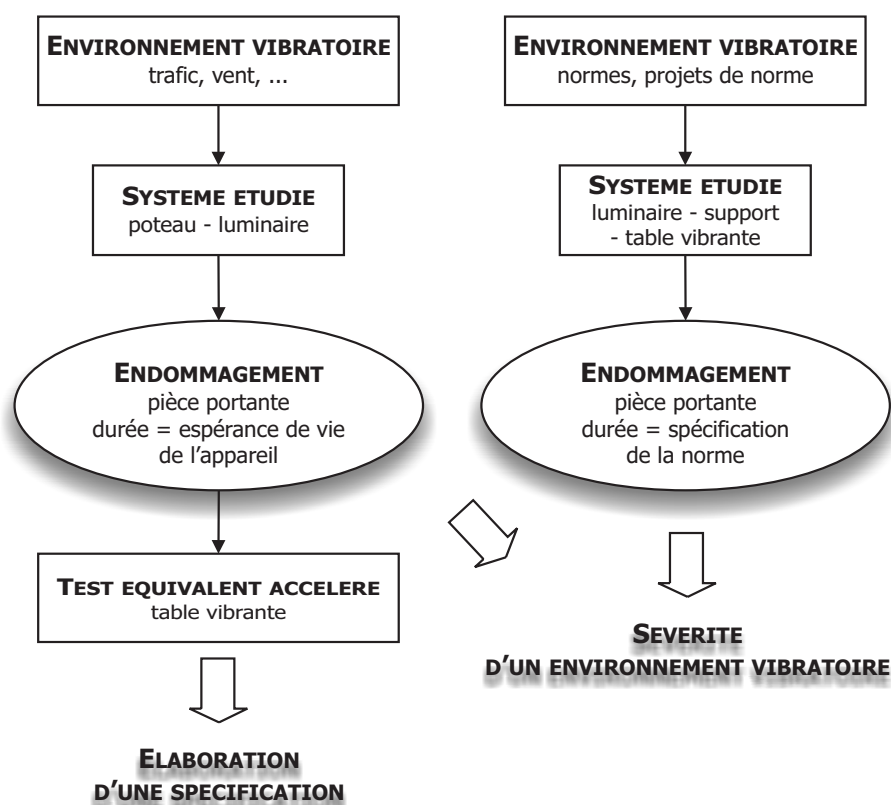 ENVIRONNEMENT VIBRATOIRE
trafic, vent, ...
SYSTEME ETUDIE
poteau - luminaire
ENDOMMAGEMENT
pièce portante
durée = espérance de vie
de l'appareil
TEST EQUIVALENT ACCELERE
table vibrante
ELABORATION
D'UNE SPECIFICATION
ENVIRONNEMENT VIBRATOIRE
normes, projets de norme
SYSTEME ETUDIE
luminaire - support
- table vibrante
ENDOMMAGEMENT
pièce portante
durée = spécification
de la norme
SEVERITE
D'UN ENVIRONNEMENT VIBRATOIRE